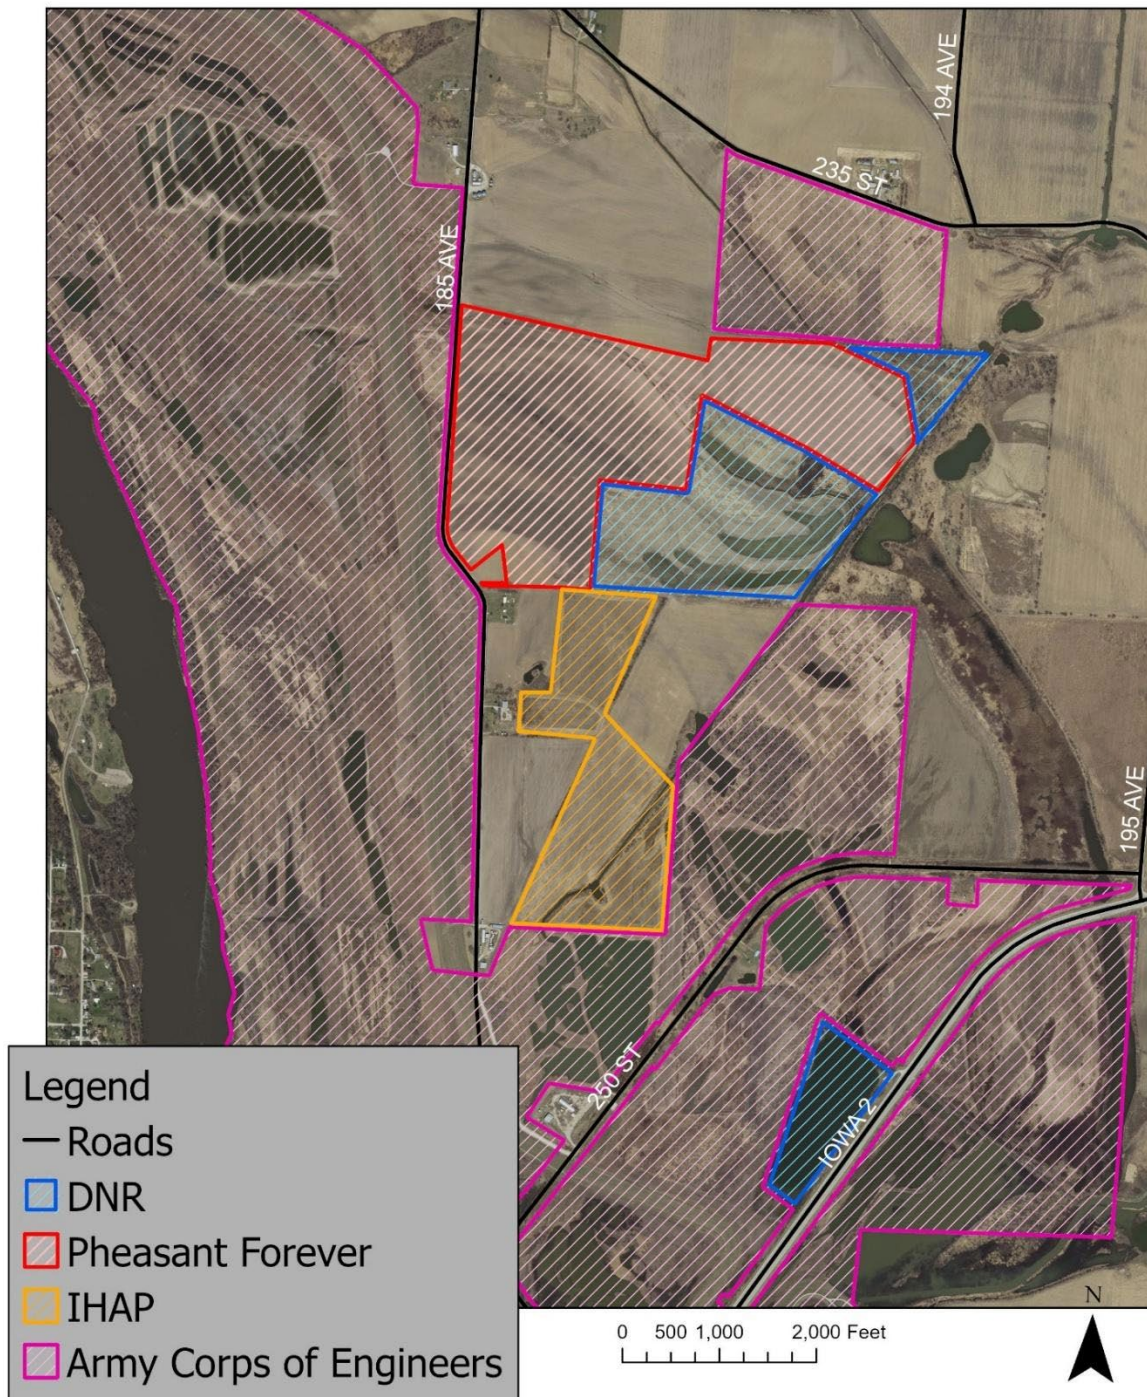 194 AVE
235 ST
185 AVE
195 AVE
250 ST
IOWA 2
Legend
Roads
DNR
Pheasant Forever
IHAP
Army Corps of Engineers
0 500 1,000 2,000 Feet
N